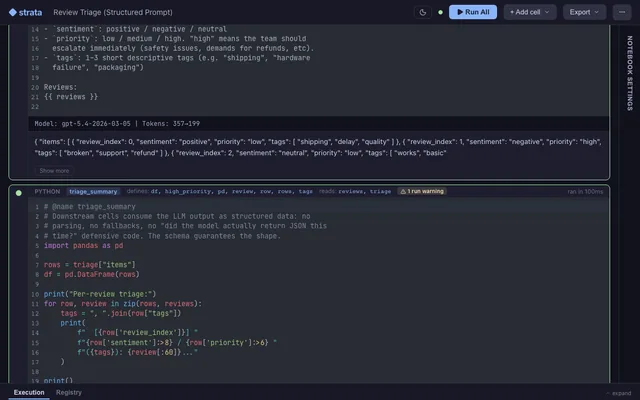 strata
Review Triage (Structured Prompt)
Run All
+ Add cell
Export
NOTEBOOK SETTINGS
14 - `sentiment`: positive / negative / neutral
15 - `priority`: low / medium / high. "high" means the team should
16 escalate immediately (safety issues, demands for refunds, etc).
17 - `tags`: 1–3 short descriptive tags (e.g. "shipping", "hardware
18 failure", "packaging")
19
20 Reviews:
21 {{ reviews }}
22
Model: gpt-5.4-2026-03-05 | Tokens: 357→199
{ "items": [ { "review_index": 0, "sentiment": "positive", "priority": "low", "tags": [ "shipping", "delay", "quality" ] }, { "review_index": 1, "sentiment": "negative", "priority": "high",
"tags": [ "broken", "support", "refund" ] }, { "review_index": 2, "sentiment": "neutral", "priority": "low", "tags": [ "works", "basic"
Show more
PYTHON triage_summary defines: df, high_priority, pd, review, row, rows, tags reads: reviews, triage ⚠ 1 run warning ran in 100ms
1 # @name triage_summary
2 # Downstream cells consume the LLM output as structured data: no
3 # parsing, no fallbacks, no "did the model actually return JSON this
4 # time?" defensive code. The schema guarantees the shape.
5 import pandas as pd
6
7 rows = triage["items"]
8 df = pd.DataFrame(rows)
9
10 print("Per-review triage:")
11 for row, review in zip(rows, reviews):
12 tags = ", ".join(row["tags"])
13 print(
14 f" [{row['review_index']}] "
15 f"{row['sentiment']:>8} / {row['priority']:>6} "
16 f"({tags}): {review[:60]}..."
17 )
18
19 print()
Execution
Registry
expand